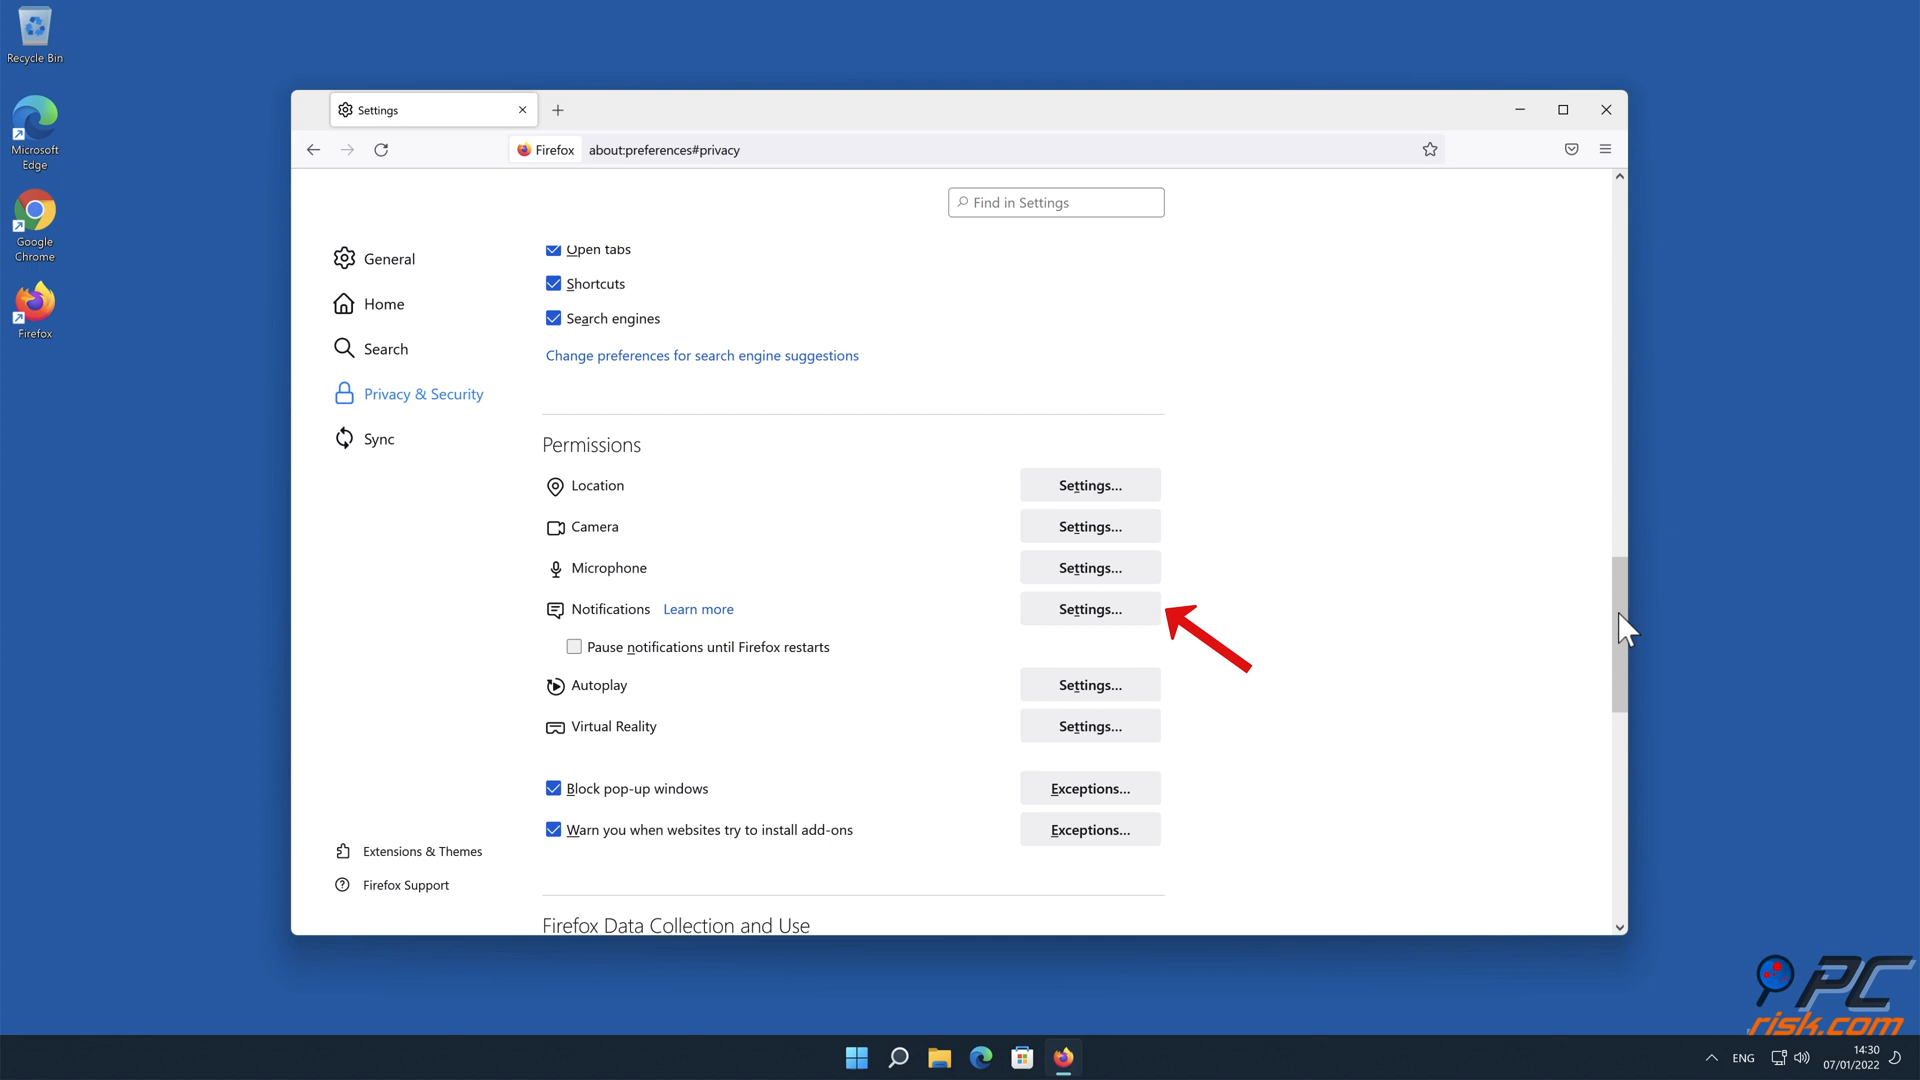 Recycle Bin
Microsoft
Edge
Google
Chrome
Firefox
Settings
Firefox about:preferences#privacy
Find in Settings
General
Home
Search
Privacy & Security
Sync
Extensions & Themes
Firefox Support
Open tabs
Shortcuts
Search engines
Change preferences for search engine suggestions
Permissions
Location Settings...
Camera Settings...
Microphone Settings...
Notifications Learn more Settings...
Pause notifications until Firefox restarts
Autoplay Settings...
Virtual Reality Settings...
Block pop-up windows Exceptions...
Warn you when websites try to install add-ons Exceptions...
Firefox Data Collection and Use
PC
risk.com
ENG
14:30
07/01/2022